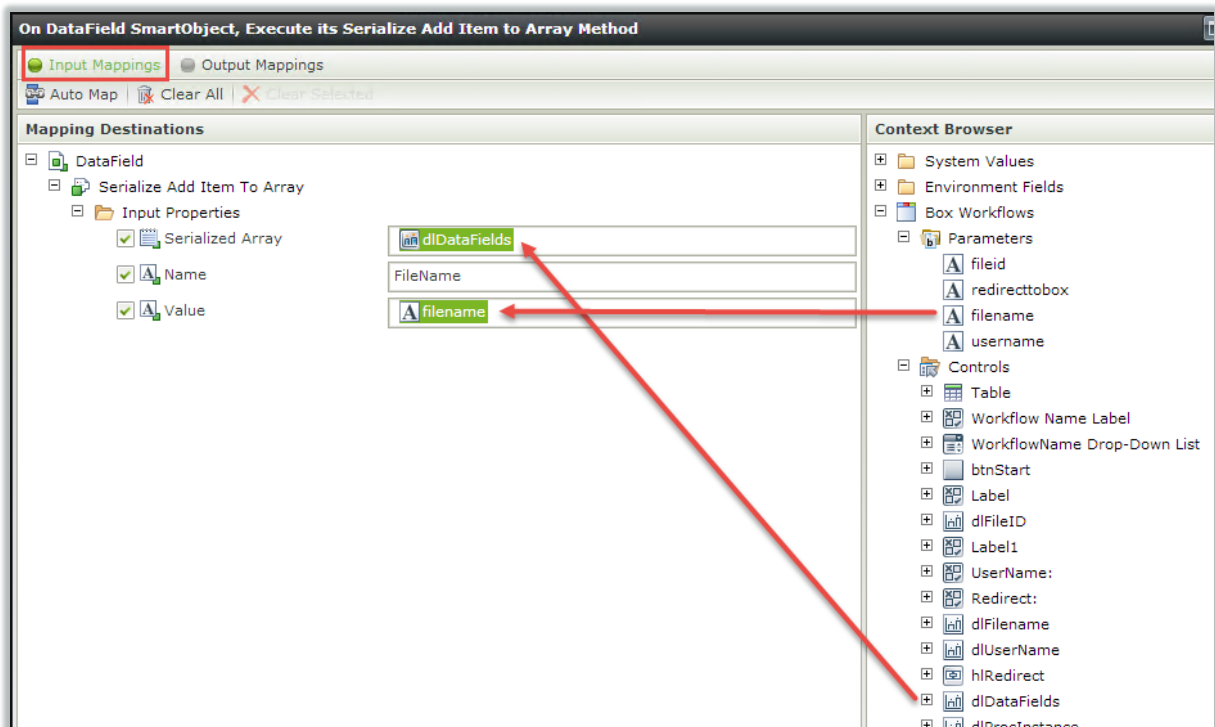 On DataField SmartObject, Execute its Serialize Add Item to Array Method
Input Mappings
Output Mappings
Auto Map
Clear All
Clear Selected
Mapping Destinations
DataField
Serialize Add Item To Array
Input Properties
Serialized Array
dlDataFields
Name
FileName
Value
filename
Context Browser
System Values
Environment Fields
Box Workflows
Parameters
fileid
redirecttobox
filename
username
Controls
Table
Workflow Name Label
WorkflowName Drop-Down List
btnStart
Label
dlFileID
Label1
UserName:
Redirect:
dlFilename
dlUserName
hlRedirect
dlDataFields
dlProcInstance